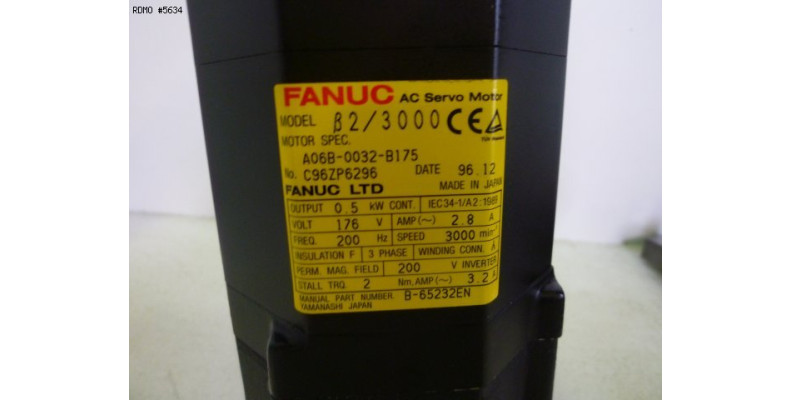 RDMO #5634
FANUC AC Servo Motor
MODEL β2/3000 CE
MOTOR SPEC.
A06B-0032-B175
No. C96ZP6296 DATE 96.12
FANUC LTD MADE IN JAPAN
OUTPUT 0.5 kW CONT. IEC34-1/A2:1988
VOLT 176 V AMP(~) 2.8 A
FREQ. 200 Hz SPEED 3000 min
INSULATION F 3 PHASE WINDING CONN. A
PERM. MAG. FIELD 200 V INVERTER
STALL TRQ. 2 Nm, AMP(~) 3.2 A
MANUAL PART NUMBER. B-65232EN
YAMANASHI JAPAN